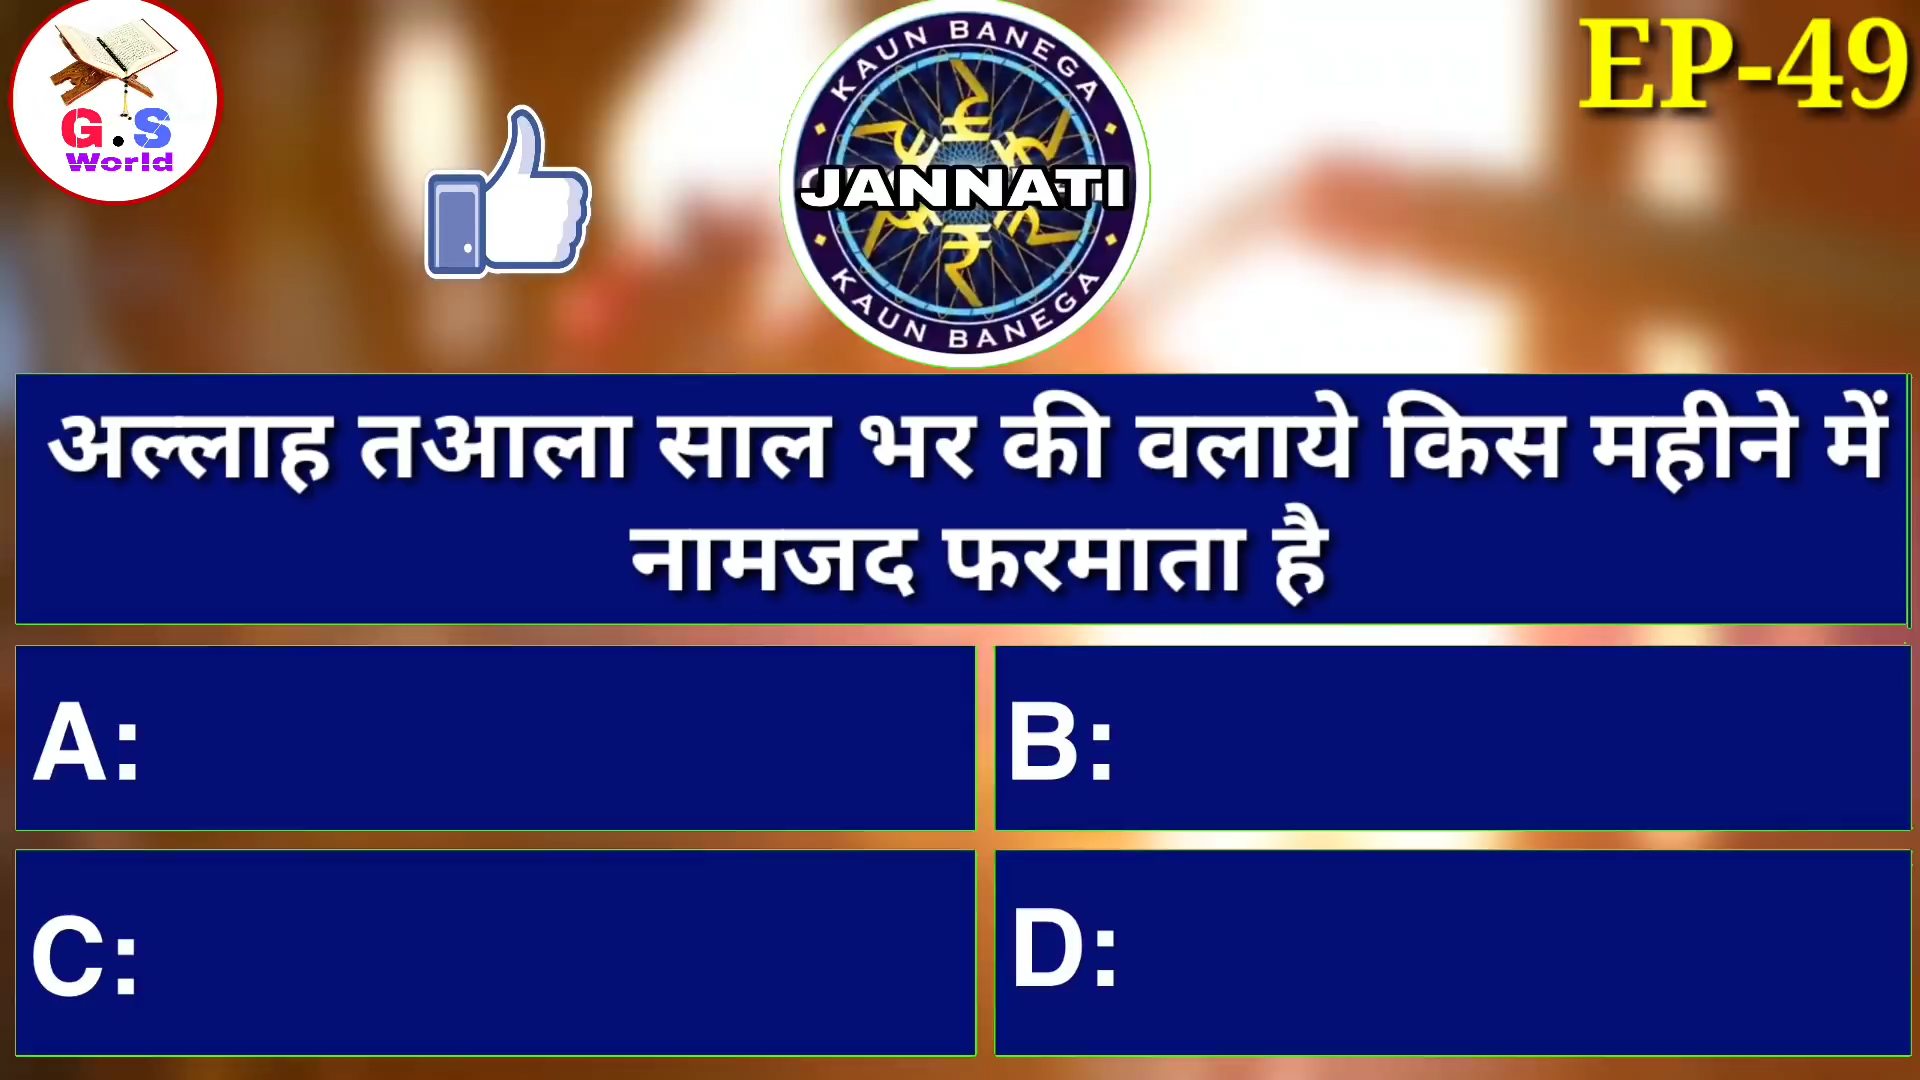 G.S
World
KAUN BANEGA
JANNATI
KAUN BANEGA
EP-49
अल्लाह तआला साल भर की वलाये किस महीने में
नामजद फरमाता है
A:
B:
C:
D: